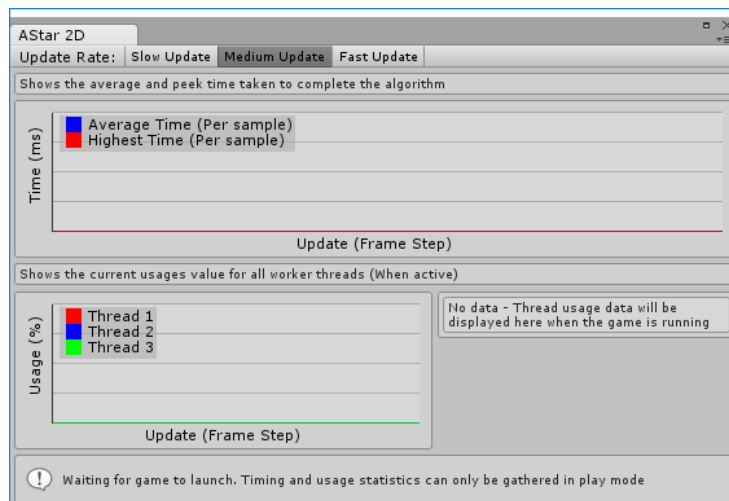 AStar 2D
Update Rate: Slow Update Medium Update Fast Update
Shows the average and peek time taken to complete the algorithm
Time (ms)
Average Time (Per sample)
Highest Time (Per sample)
Update (Frame Step)
Shows the current usages value for all worker threads (When active)
Usage (%)
Thread 1
Thread 2
Thread 3
Update (Frame Step)
No data - Thread usage data will be
displayed here when the game is running
Waiting for game to launch. Timing and usage statistics can only be gathered in play mode